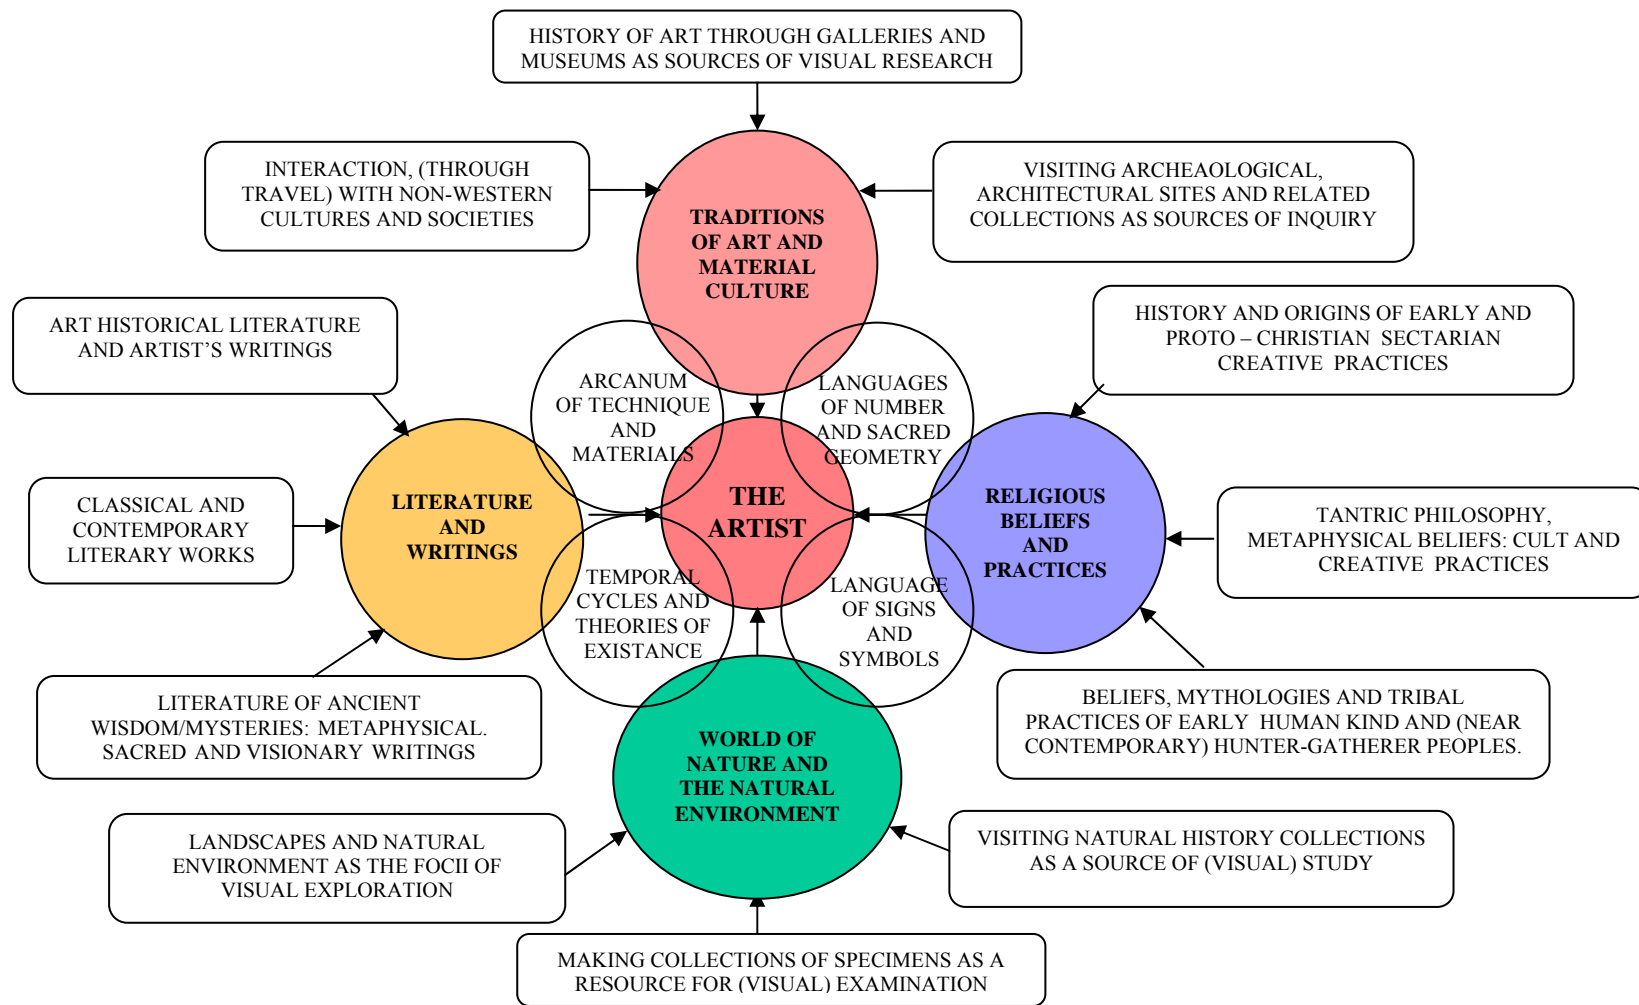 HISTORY OF ART THROUGH GALLERIES AND
MUSEUMS AS SOURCES OF VISUAL RESEARCH
INTERACTION, (THROUGH
TRAVEL) WITH NON-WESTERN
CULTURES AND SOCIETIES
VISITING ARCHEAOLOGICAL,
ARCHITECTURAL SITES AND RELATED
COLLECTIONS AS SOURCES OF INQUIRY
TRADITIONS
OF ART AND
MATERIAL
CULTURE
ART HISTORICAL LITERATURE
AND ARTIST'S WRITINGS
HISTORY AND ORIGINS OF EARLY AND
PROTO – CHRISTIAN SECTARIAN
CREATIVE PRACTICES
ARCANUM
OF TECHNIQUE
AND
MATERIALS
LANGUAGES
OF NUMBER
AND SACRED
GEOMETRY
CLASSICAL AND
CONTEMPORARY
LITERARY WORKS
LITERATURE
AND
WRITINGS
THE
ARTIST
RELIGIOUS
BELIEFS
AND
PRACTICES
TANTRIC PHILOSOPHY,
METAPHYSICAL BELIEFS: CULT AND
CREATIVE PRACTICES
TEMPORAL
CYCLES AND
THEORIES OF
EXISTANCE
LANGUAGE
OF SIGNS
AND
SYMBOLS
LITERATURE OF ANCIENT
WISDOM/MYSTERIES: METAPHYSICAL.
SACRED AND VISIONARY WRITINGS
BELIEFS, MYTHOLOGIES AND TRIBAL
PRACTICES OF EARLY HUMAN KIND AND (NEAR
CONTEMPORARY) HUNTER-GATHERER PEOPLES.
WORLD OF
NATURE AND
THE NATURAL
ENVIRONMENT
LANDSCAPES AND NATURAL
ENVIRONMENT AS THE FOCII OF
VISUAL EXPLORATION
VISITING NATURAL HISTORY COLLECTIONS
AS A SOURCE OF (VISUAL) STUDY
MAKING COLLECTIONS OF SPECIMENS AS A
RESOURCE FOR (VISUAL) EXAMINATION